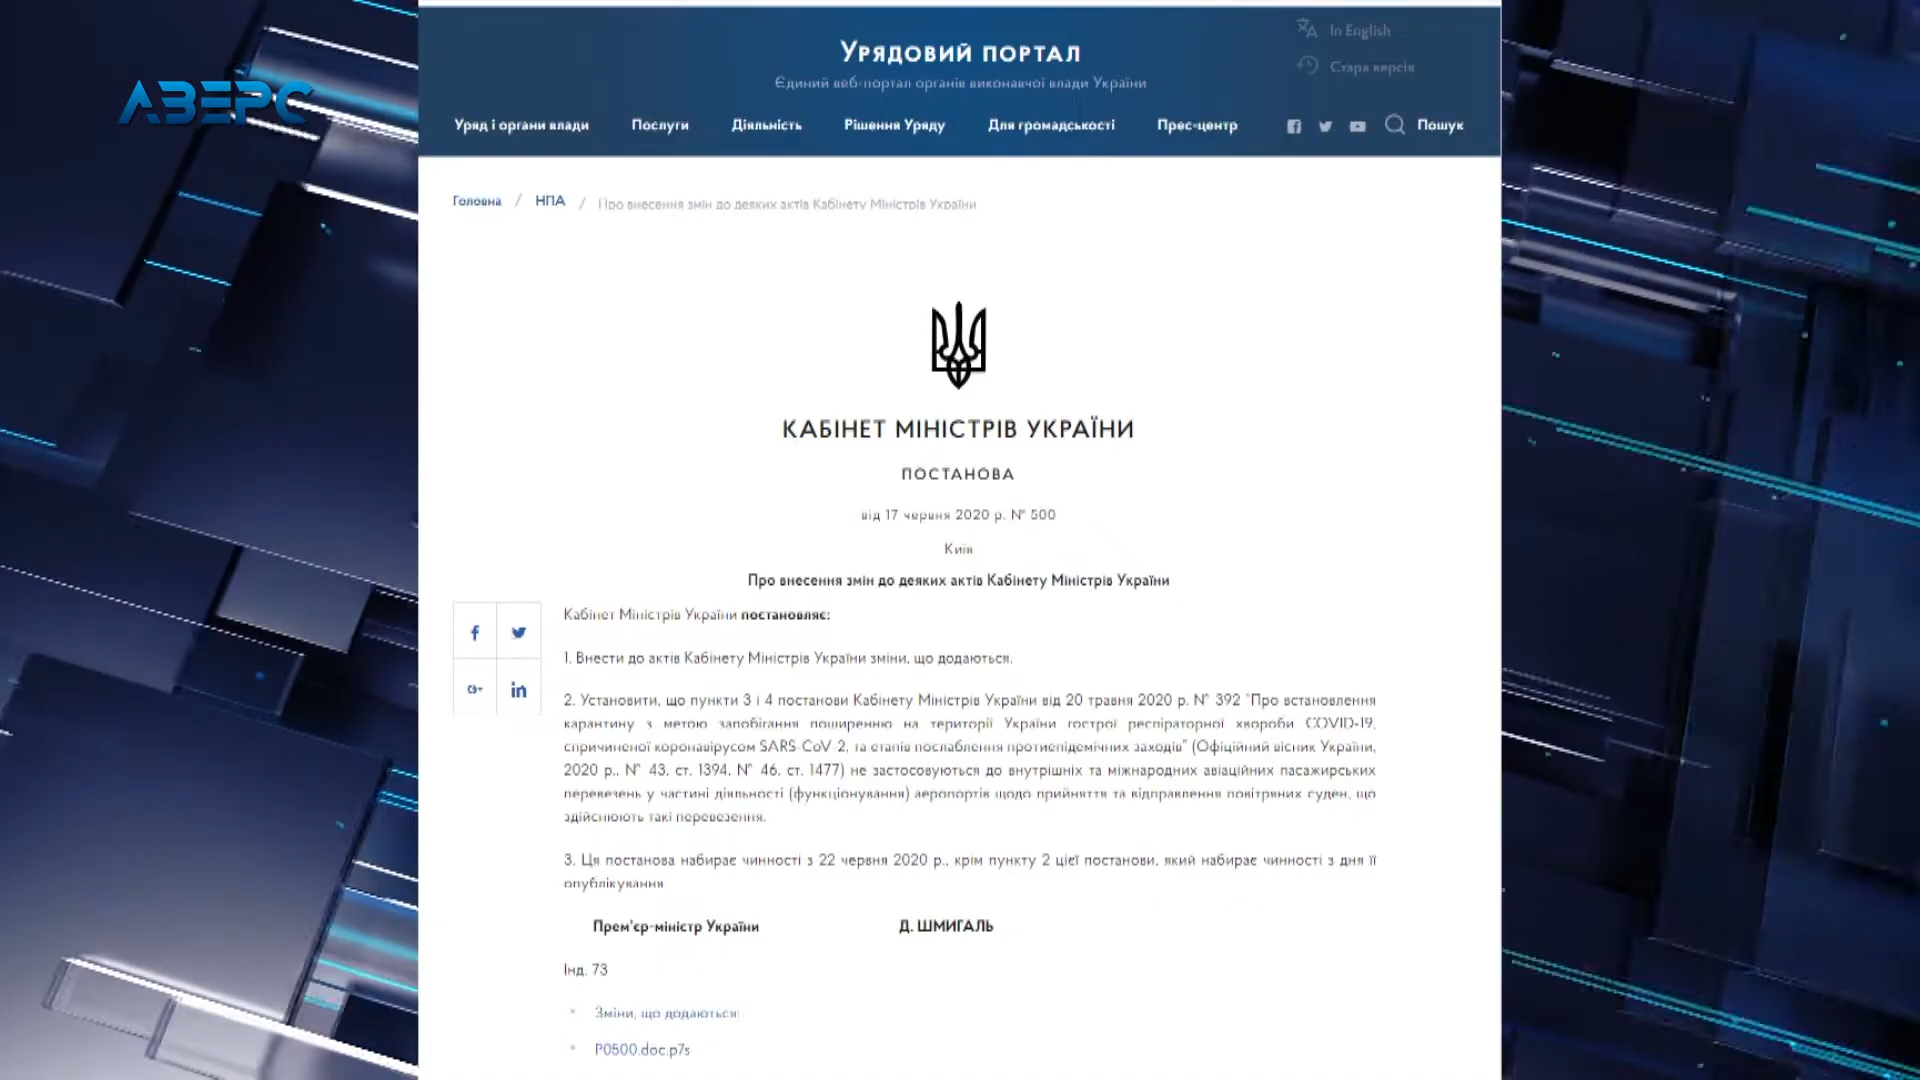 АВЕРС
Урядовий портал
Єдиний веб-портал органів виконавчої влади України
In English
Стара версія
Уряд і органи влади Послуги Діяльність Рішення Уряду Для громадськості Прес-центр Пошук
Головна / НПА / Про внесення змін до деяких актів Кабінету Міністрів України
КАБІНЕТ МІНІСТРІВ УКРАЇНИ
ПОСТАНОВА
від 17 червня 2020 р. № 500
Київ
Про внесення змін до деяких актів Кабінету Міністрів України
Кабінет Міністрів України постановляє:
1. Внести до актів Кабінету Міністрів України зміни, що додаються.
2. Установити, що пункти 3 і 4 постанови Кабінету Міністрів України від 20 травня 2020 р. № 392 "Про встановлення
карантину з метою запобігання поширенню на території України гострої респіраторної хвороби COVID-19,
спричиненої коронавірусом SARS-CoV-2, та етапів послаблення протиепідемічних заходів" (Офіційний вісник України,
2020 р., № 43, ст. 1394, № 46, ст. 1477) не застосовуються до внутрішніх та міжнародних авіаційних пасажирських
перевезень у частині діяльності (функціонування) аеропортів щодо прийняття та відправлення повітряних суден, що
здійснюють такі перевезення.
3. Ця постанова набирає чинності з 22 червня 2020 р., крім пункту 2 цієї постанови, який набирає чинності з дня її
опублікування
Прем'єр-міністр України Д. ШМИГАЛЬ
Інд. 73
Зміни, що додаються:
P0500.doc.p7s